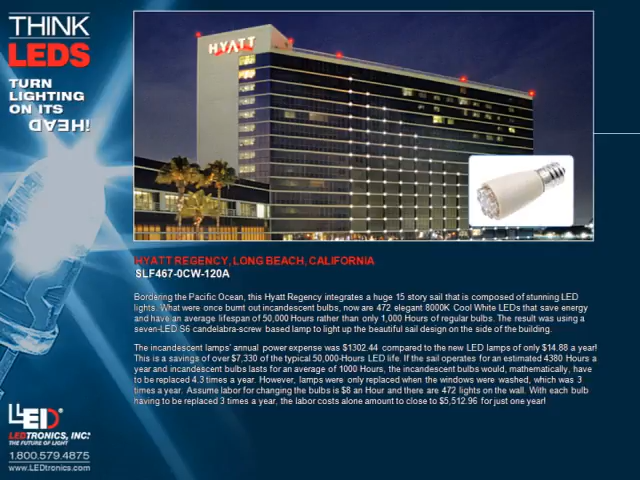 THINK
LEDS
TURN
LIGHTING
ON ITS
HEAD!
HYATT
HYATT REGENCY, LONG BEACH, CALIFORNIA
SLF467-0CW-120A
Bordering the Pacific Ocean, this Hyatt Regency integrates a huge 15 story sail that is composed of stunning LED
lights. What were once burnt out incandescent bulbs, now are 472 elegant 8000K Cool White LEDs that save energy
and have an average lifespan of 50,000 Hours rather than only 1,000 Hours of regular bulbs. The result was using a
seven-LED S6 candelabra-screw based lamp to light up the beautiful sail design on the side of the building.
The incandescent lamps' annual power expense was $1302.44 compared to the new LED lamps of only $14.88 a year!
This is a savings of over $7,330 of the typical 50,000-Hours LED life. If the sail operates for an estimated 4380 Hours a
year and incandescent bulbs lasts for an average of 1000 Hours, the incandescent bulbs would, mathematically, have
to be replaced 4.3 times a year. However, lamps were only replaced when the windows were washed, which was 3
times a year. Assume labor for changing the bulbs is $8 an Hour and there are 472 lights on the wall. With each bulb
having to be replaced 3 times a year, the labor costs alone amount to close to $5,512.96 for just one year!
LED
LEDTRONICS, INC.
THE FUTURE OF LIGHT
1.800.579.4875
www.LEDtronics.com